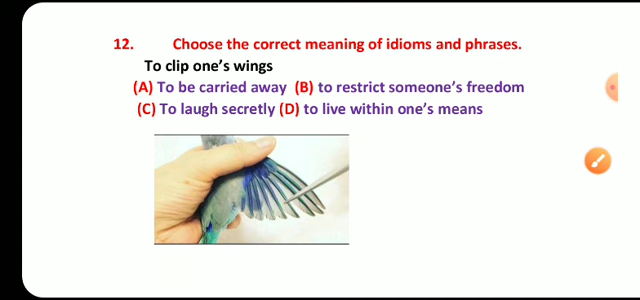 12. Choose the correct meaning of idioms and phrases.
To clip one’s wings
(A) To be carried away (B) to restrict someone’s freedom
(C) To laugh secretly (D) to live within one’s means